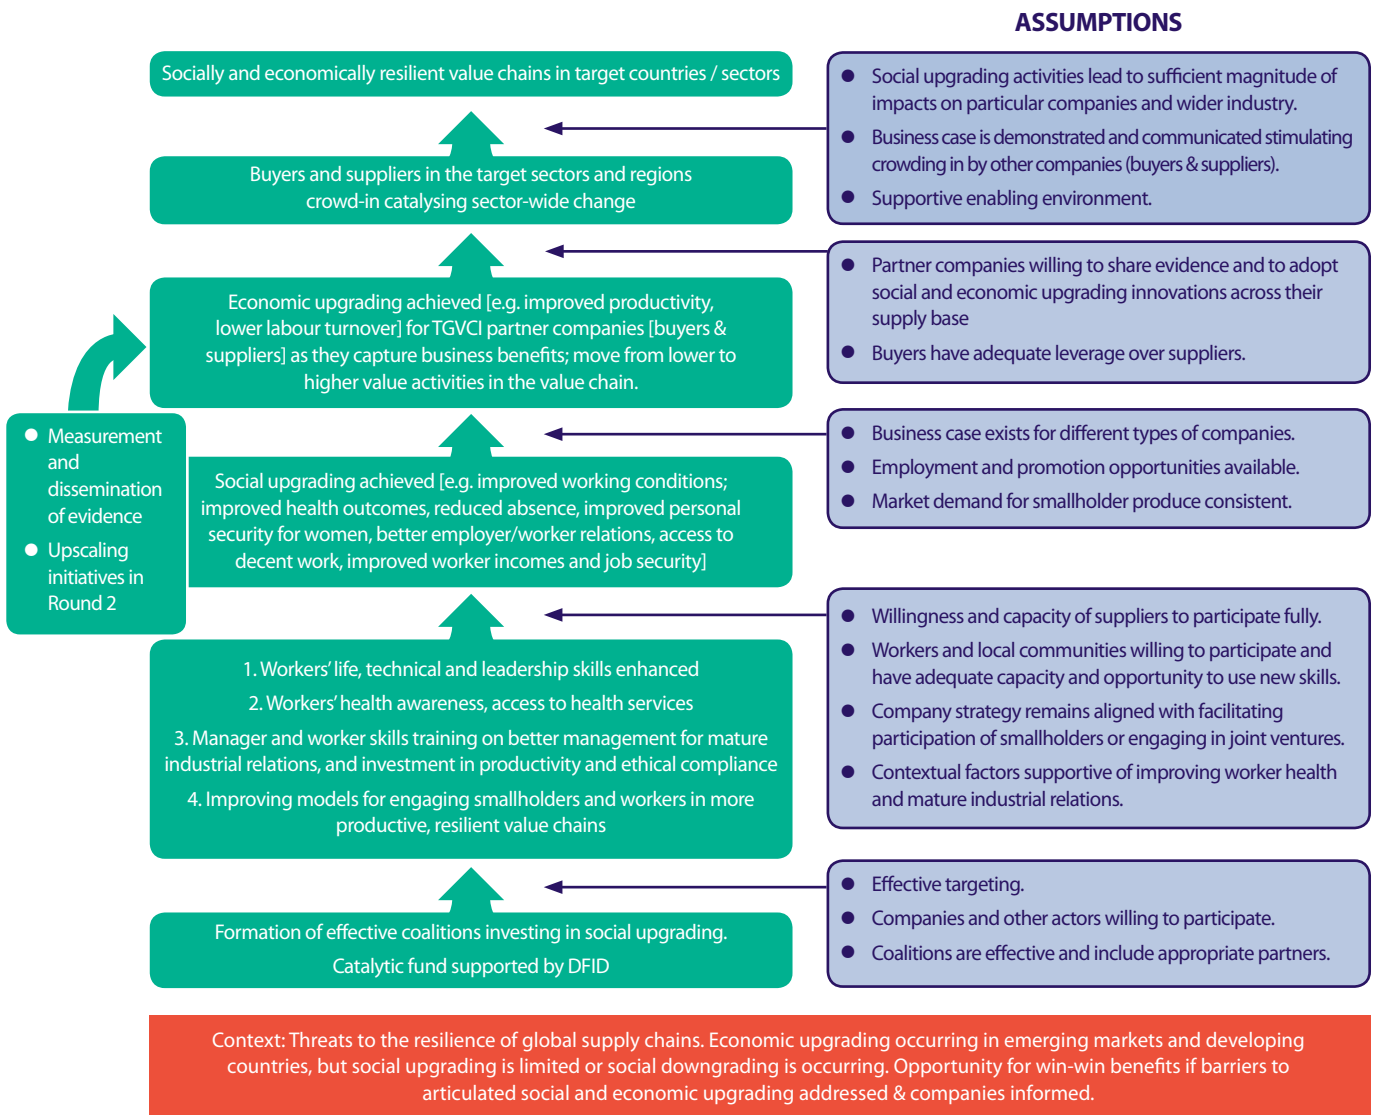 ASSUMPTIONS
Socially and economically resilient value chains in target countries / sectors
● Social upgrading activities lead to sufficient magnitude of
impacts on particular companies and wider industry.
● Business case is demonstrated and communicated stimulating
crowding in by other companies (buyers & suppliers).
● Supportive enabling environment.
Buyers and suppliers in the target sectors and regions
crowd-in catalysing sector-wide change
● Partner companies willing to share evidence and to adopt
social and economic upgrading innovations across their
supply base
● Buyers have adequate leverage over suppliers.
Economic upgrading achieved [e.g. improved productivity,
lower labour turnover] for TGVCI partner companies [buyers &
suppliers] as they capture business benefits; move from lower to
higher value activities in the value chain.
● Measurement
and
dissemination
of evidence
● Upscaling
initiatives in
Round 2
● Business case exists for different types of companies.
● Employment and promotion opportunities available.
● Market demand for smallholder produce consistent.
Social upgrading achieved [e.g. improved working conditions;
improved health outcomes, reduced absence, improved personal
security for women, better employer/worker relations, access to
decent work, improved worker incomes and job security]
● Willingness and capacity of suppliers to participate fully.
● Workers and local communities willing to participate and
have adequate capacity and opportunity to use new skills.
● Company strategy remains aligned with facilitating
participation of smallholders or engaging in joint ventures.
● Contextual factors supportive of improving worker health
and mature industrial relations.
1. Workers' life, technical and leadership skills enhanced
2. Workers' health awareness, access to health services
3. Manager and worker skills training on better management for mature
industrial relations, and investment in productivity and ethical compliance
4. Improving models for engaging smallholders and workers in more
productive, resilient value chains
● Effective targeting.
● Companies and other actors willing to participate.
● Coalitions are effective and include appropriate partners.
Formation of effective coalitions investing in social upgrading.
Catalytic fund supported by DFID
Context: Threats to the resilience of global supply chains. Economic upgrading occurring in emerging markets and developing
countries, but social upgrading is limited or social downgrading is occurring. Opportunity for win-win benefits if barriers to
articulated social and economic upgrading addressed & companies informed.